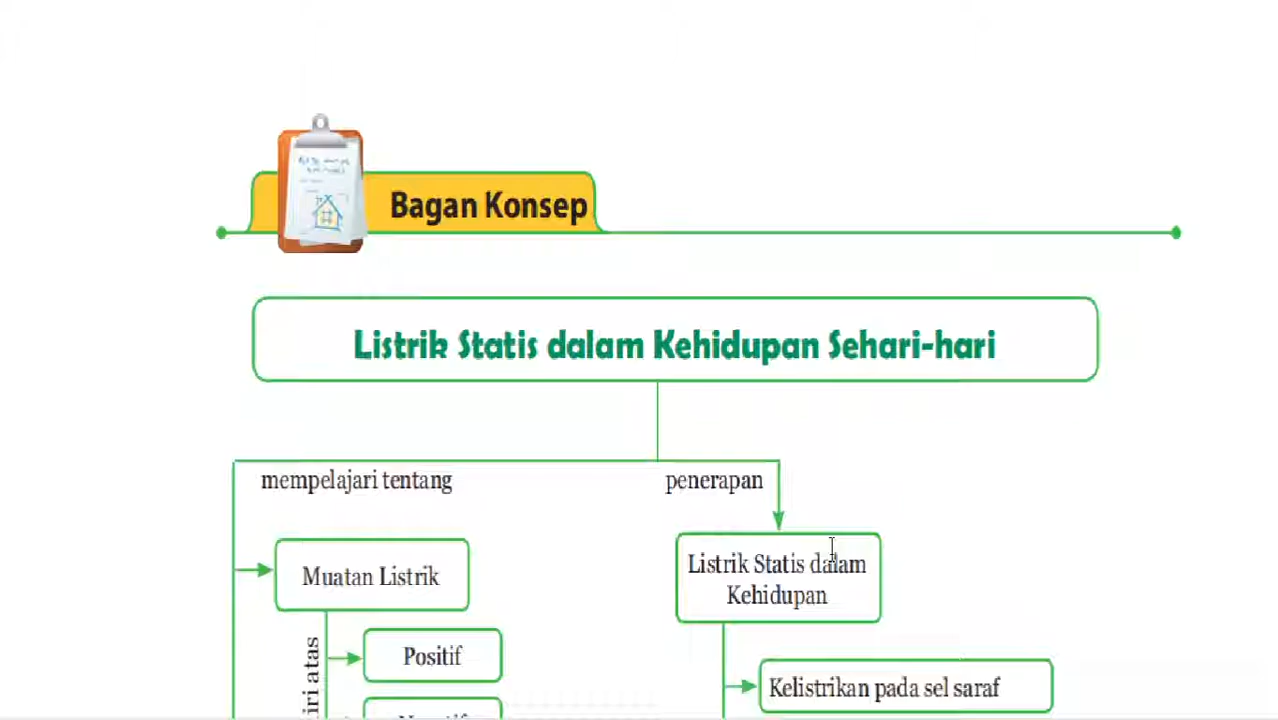 Bagan Konsep
Listrik Statis dalam Kehidupan Sehari-hari
mempelajari tentang
penerapan
Muatan Listrik
Listrik Statis dalam
Kehidupan
Positif
Kelistrikan pada sel saraf